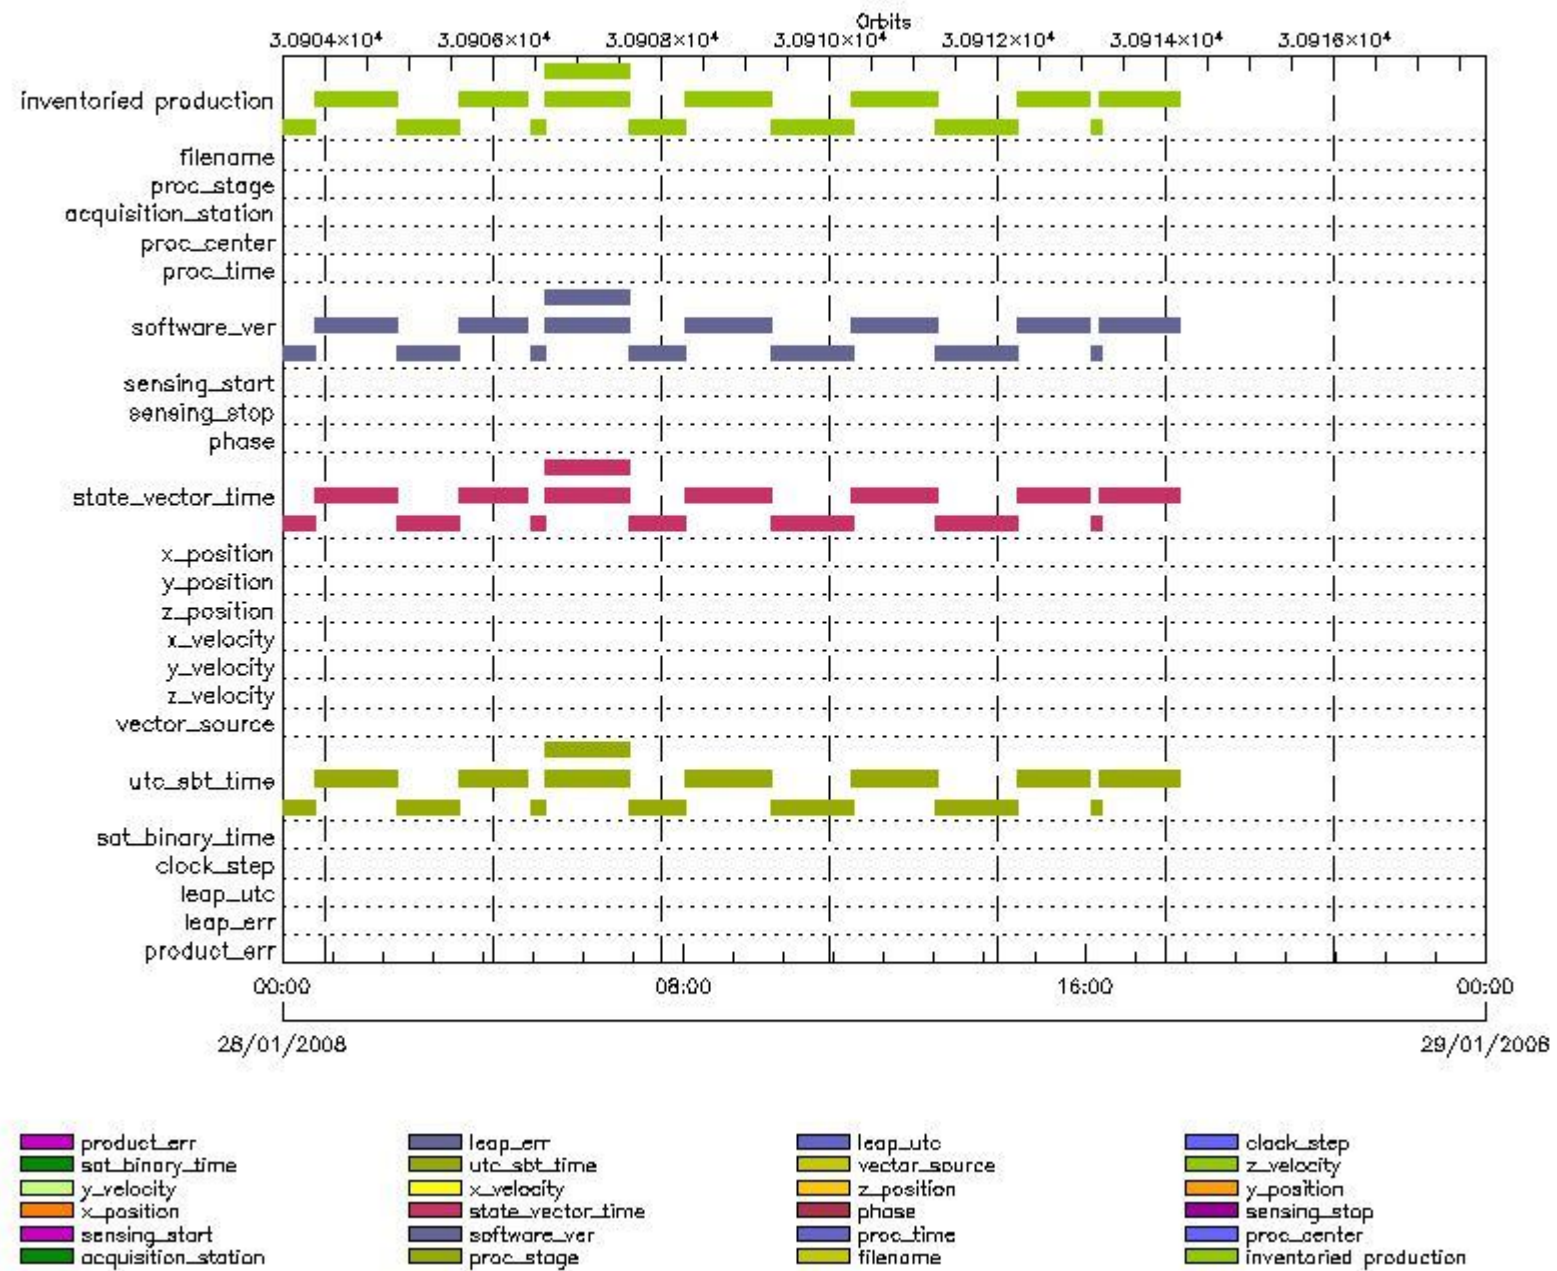 Orbits
3.0904×10⁴ 3.0906×10⁴ 3.0908×10⁴ 3.0910×10⁴ 3.0912×10⁴ 3.0914×10⁴ 3.0916×10⁴
inventoried production
filename
proc_stage
acquisition_station
proc_center
proc_time
software_ver
sensing_start
sensing_stop
phase
state_vector_time
x_position
y_position
z_position
x_velocity
y_velocity
z_velocity
vector_source
utc_sbt_time
sat_binary_time
clock_step
leap_utc
leap_err
product_err
00:00 08:00 16:00 00:00
28/01/2008 29/01/2008
product_err leap_err leap_utc clock_step
sat_binary_time utc_sbt_time vector_source z_velocity
y_velocity x_velocity z_position y_position
x_position state_vector_time phase sensing_stop
sensing_start software_ver proc_time proc_center
acquisition_station proc_stage filename inventoried production